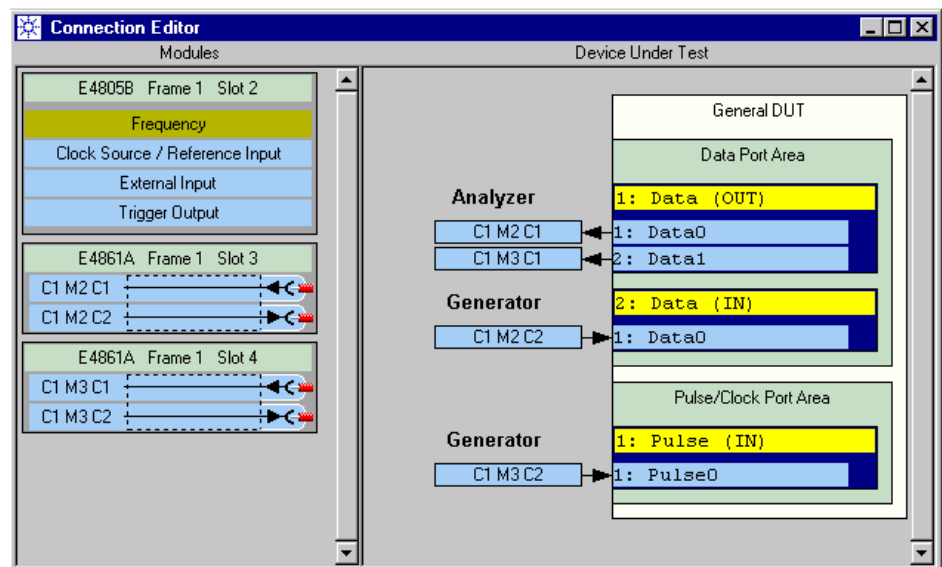 Connection Editor
Modules
Device Under Test
E4805B Frame 1 Slot 2
Frequency
Clock Source / Reference Input
External Input
Trigger Output
E4861A Frame 1 Slot 3
C1 M2 C1
C1 M2 C2
E4861A Frame 1 Slot 4
C1 M3 C1
C1 M3 C2
General DUT
Data Port Area
Analyzer
1: Data (OUT)
C1 M2 C1
1: Data0
C1 M3 C1
2: Data1
Generator
2: Data (IN)
C1 M2 C2
1: Data0
Pulse/Clock Port Area
Generator
1: Pulse (IN)
C1 M3 C2
1: Pulse0